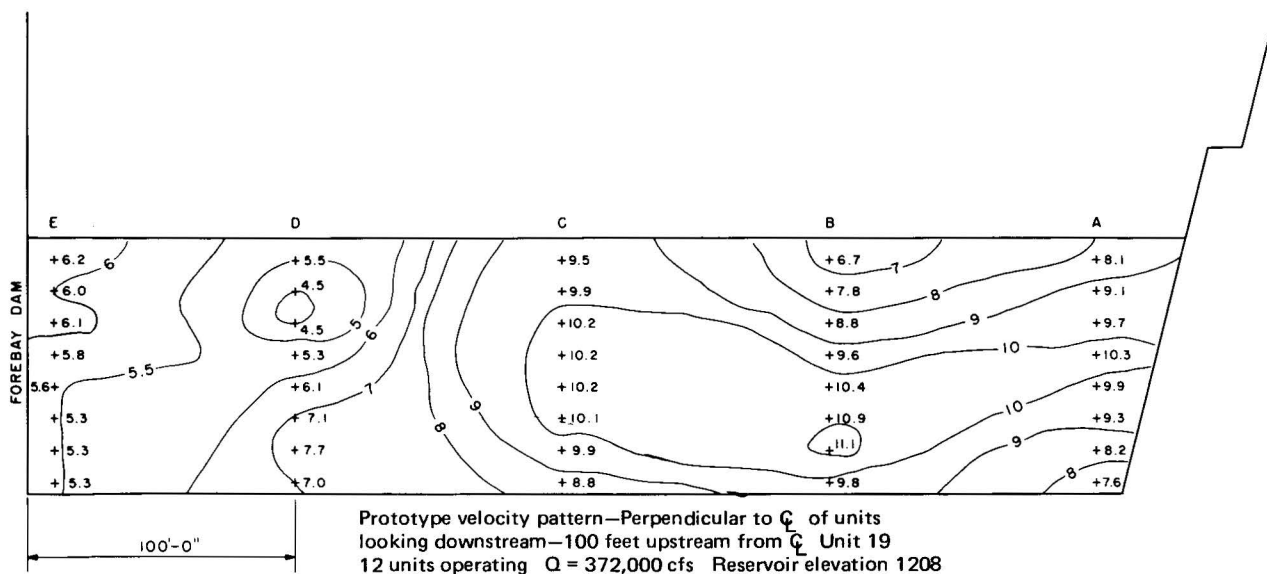 E D C B A
+6.2 6 +5.5 +9.5 +6.7 7 +8.1
+6.0 4.5 + +9.9 +7.8 8 +9.1
+6.1 + 4.5 5 6 +10.2 +8.8 9 +9.7
+5.8 5.5 +5.3 +10.2 +9.6 10 +10.3
5.6+ +6.1 7 +10.2 +10.4 +9.9
+5.3 +7.1 8 9 ±10.1 +10.9 10 +9.3
+5.3 +7.7 +9.9 +11.1 9 +8.2
+5.3 +7.0 +8.8 +9.8 8 +7.6
FOREBAY DAM
100'-0"
Prototype velocity pattern—Perpendicular to ℄ of units
looking downstream—100 feet upstream from ℄ Unit 19
12 units operating Q = 372,000 cfs Reservoir elevation 1208